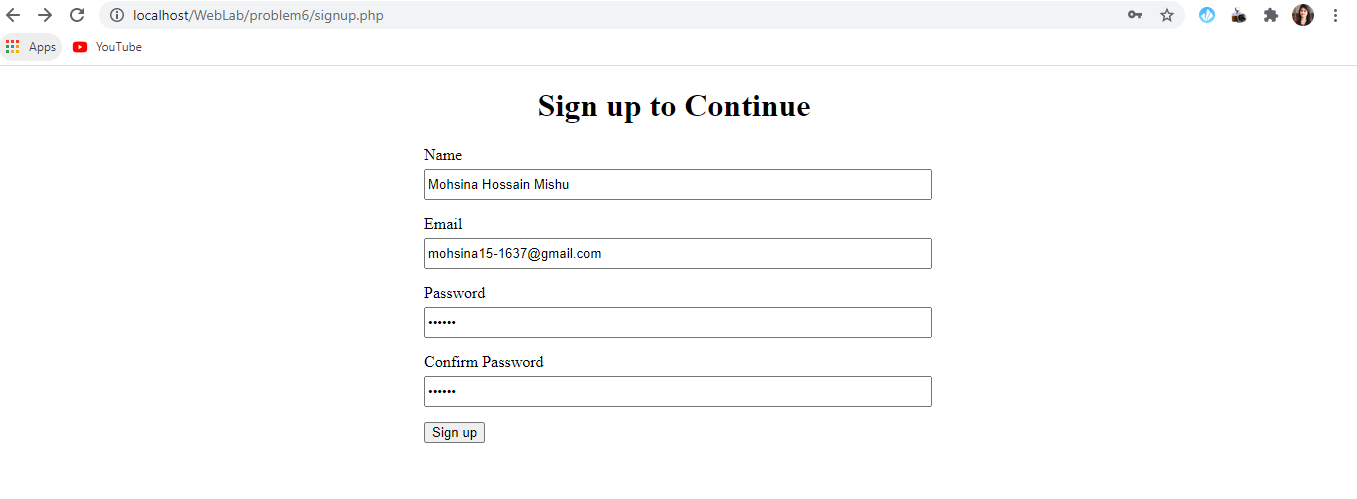 localhost/WebLab/problem6/signup.php
Apps YouTube
Sign up to Continue
Name
Mohsina Hossain Mishu
Email
mohsina15-1637@gmail.com
Password
••••••
Confirm Password
••••••
Sign up